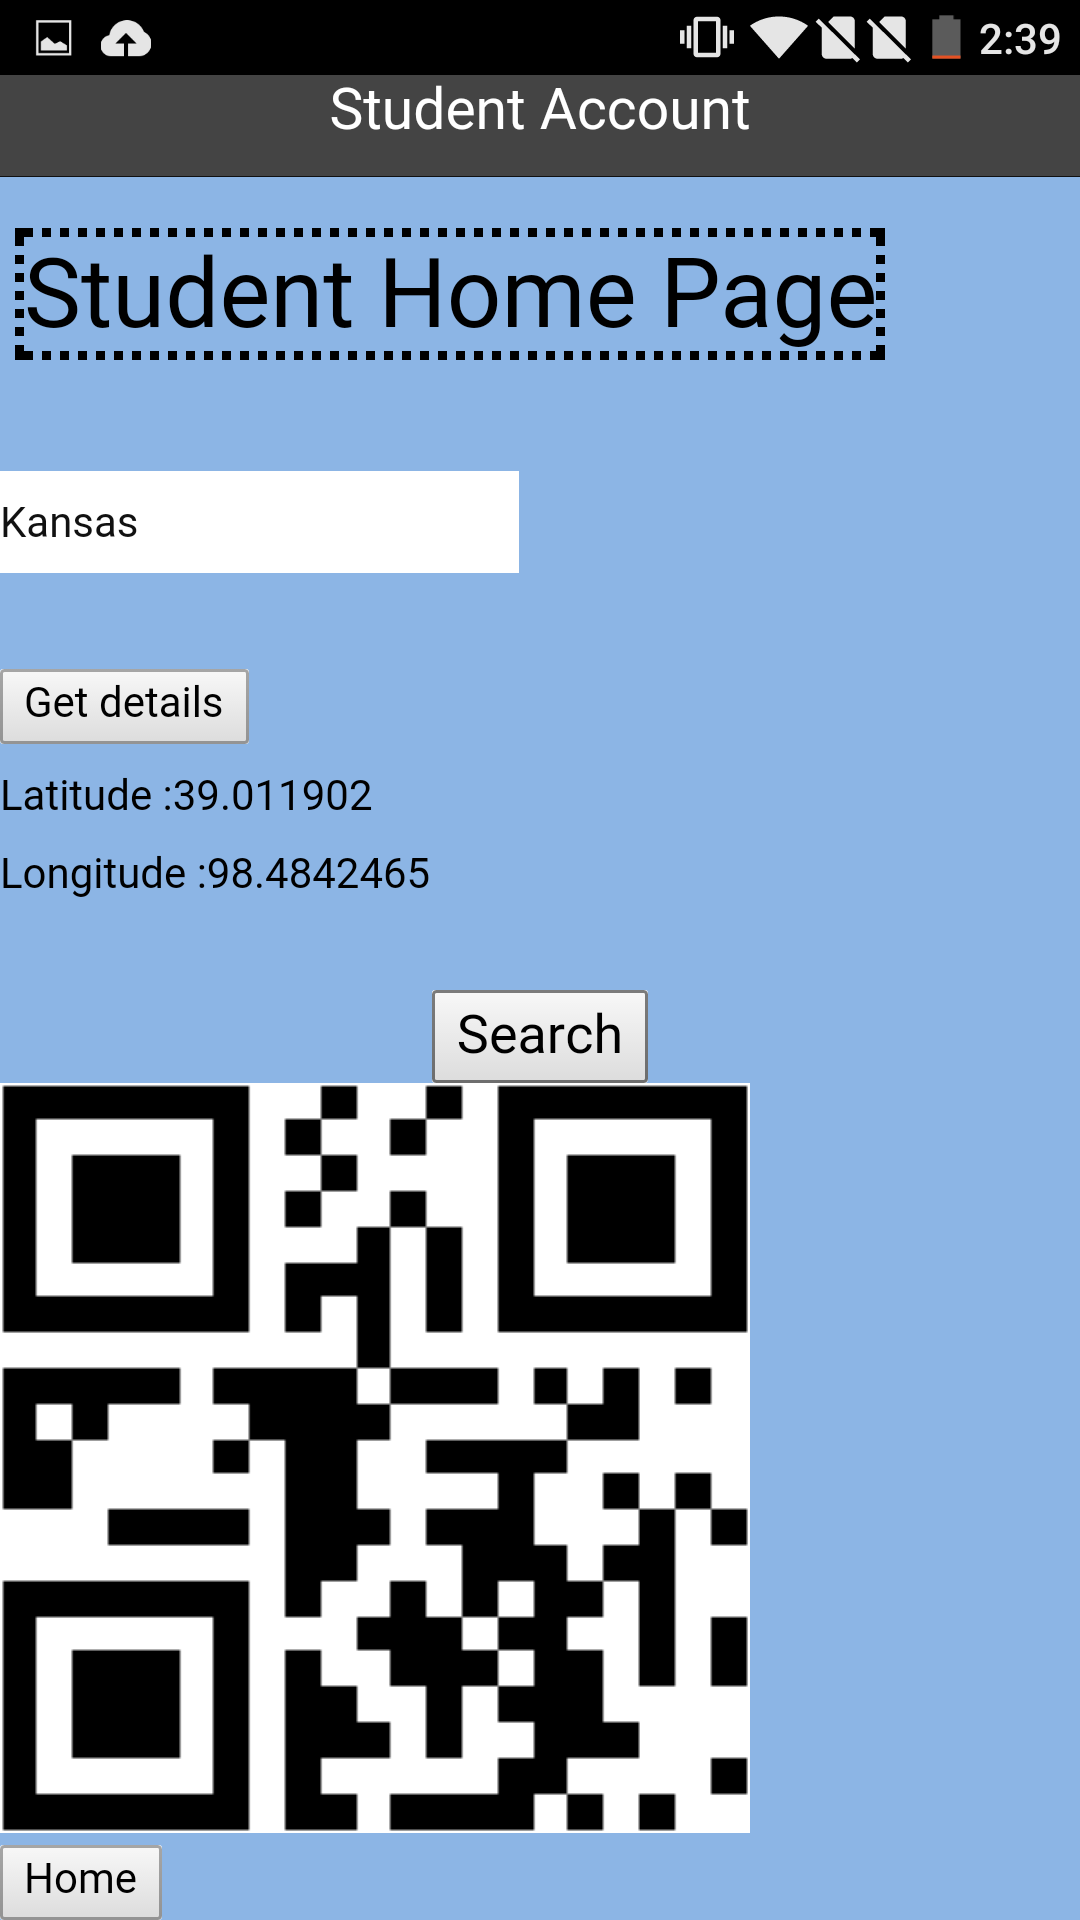 2:39
Student Account
Student Home Page
Kansas
Get details
Latitude :39.011902
Longitude :98.4842465
Search
Home